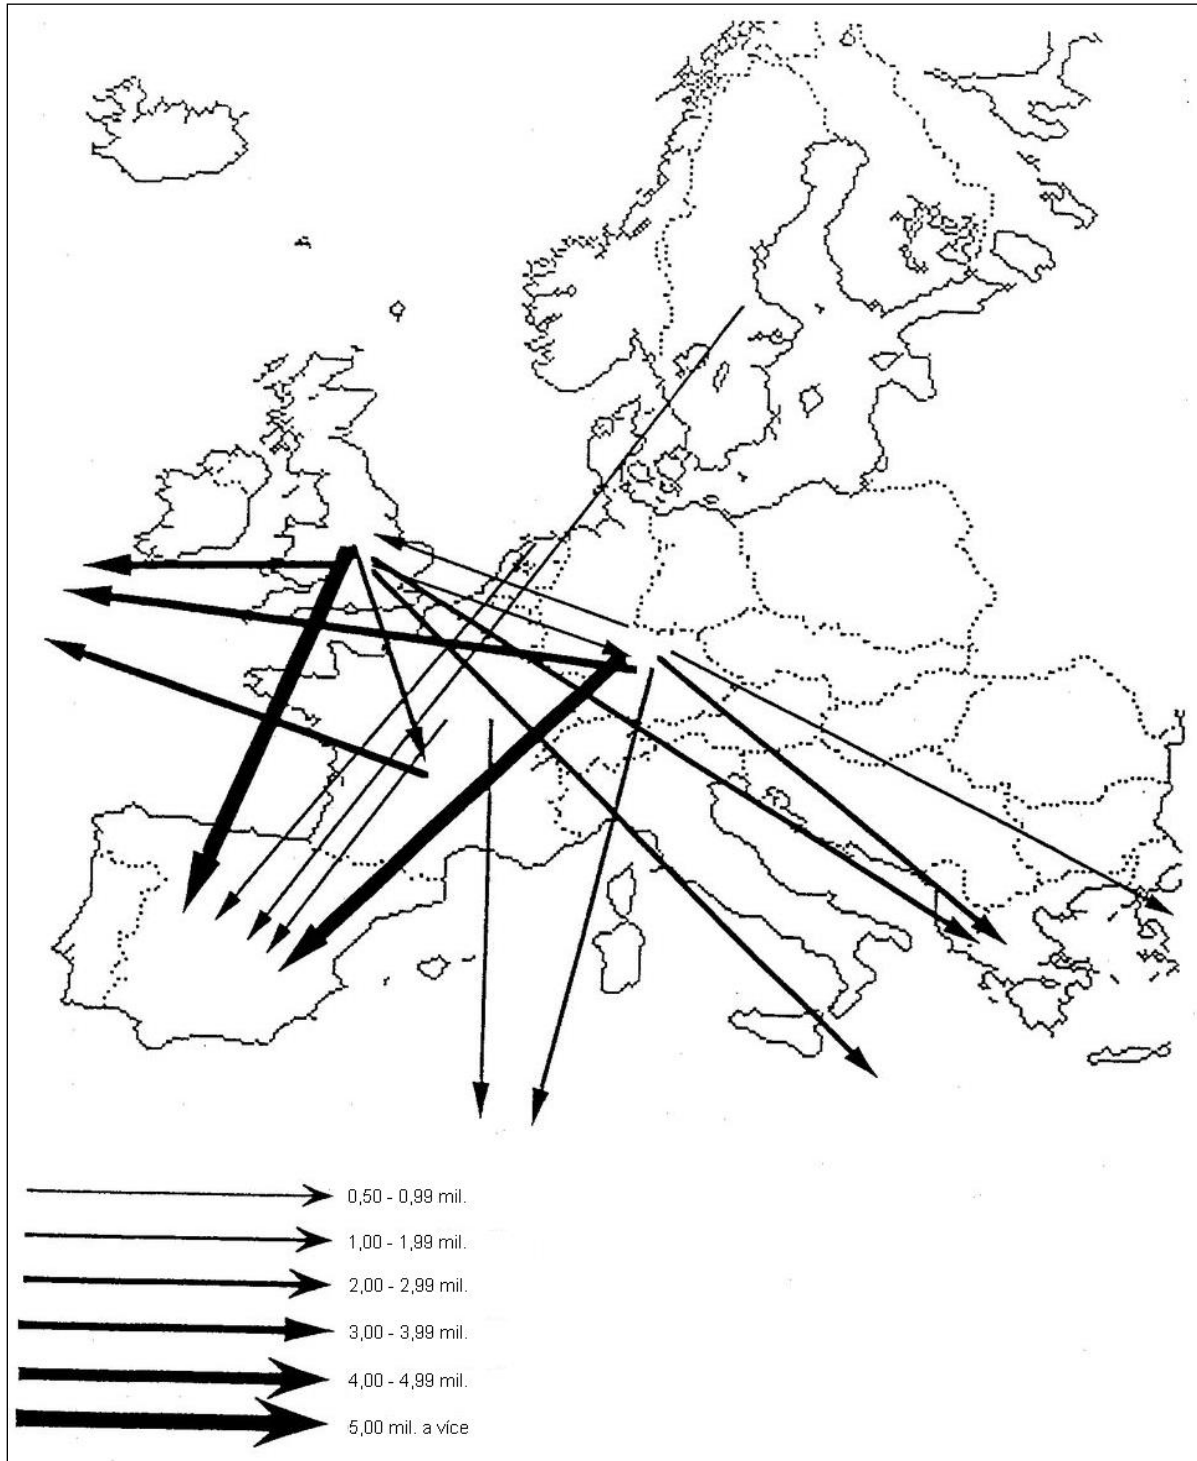 0,50 - 0,99 mil.
1,00 - 1,99 mil.
2,00 - 2,99 mil.
3,00 - 3,99 mil.
4,00 - 4,99 mil.
5,00 mil. a více